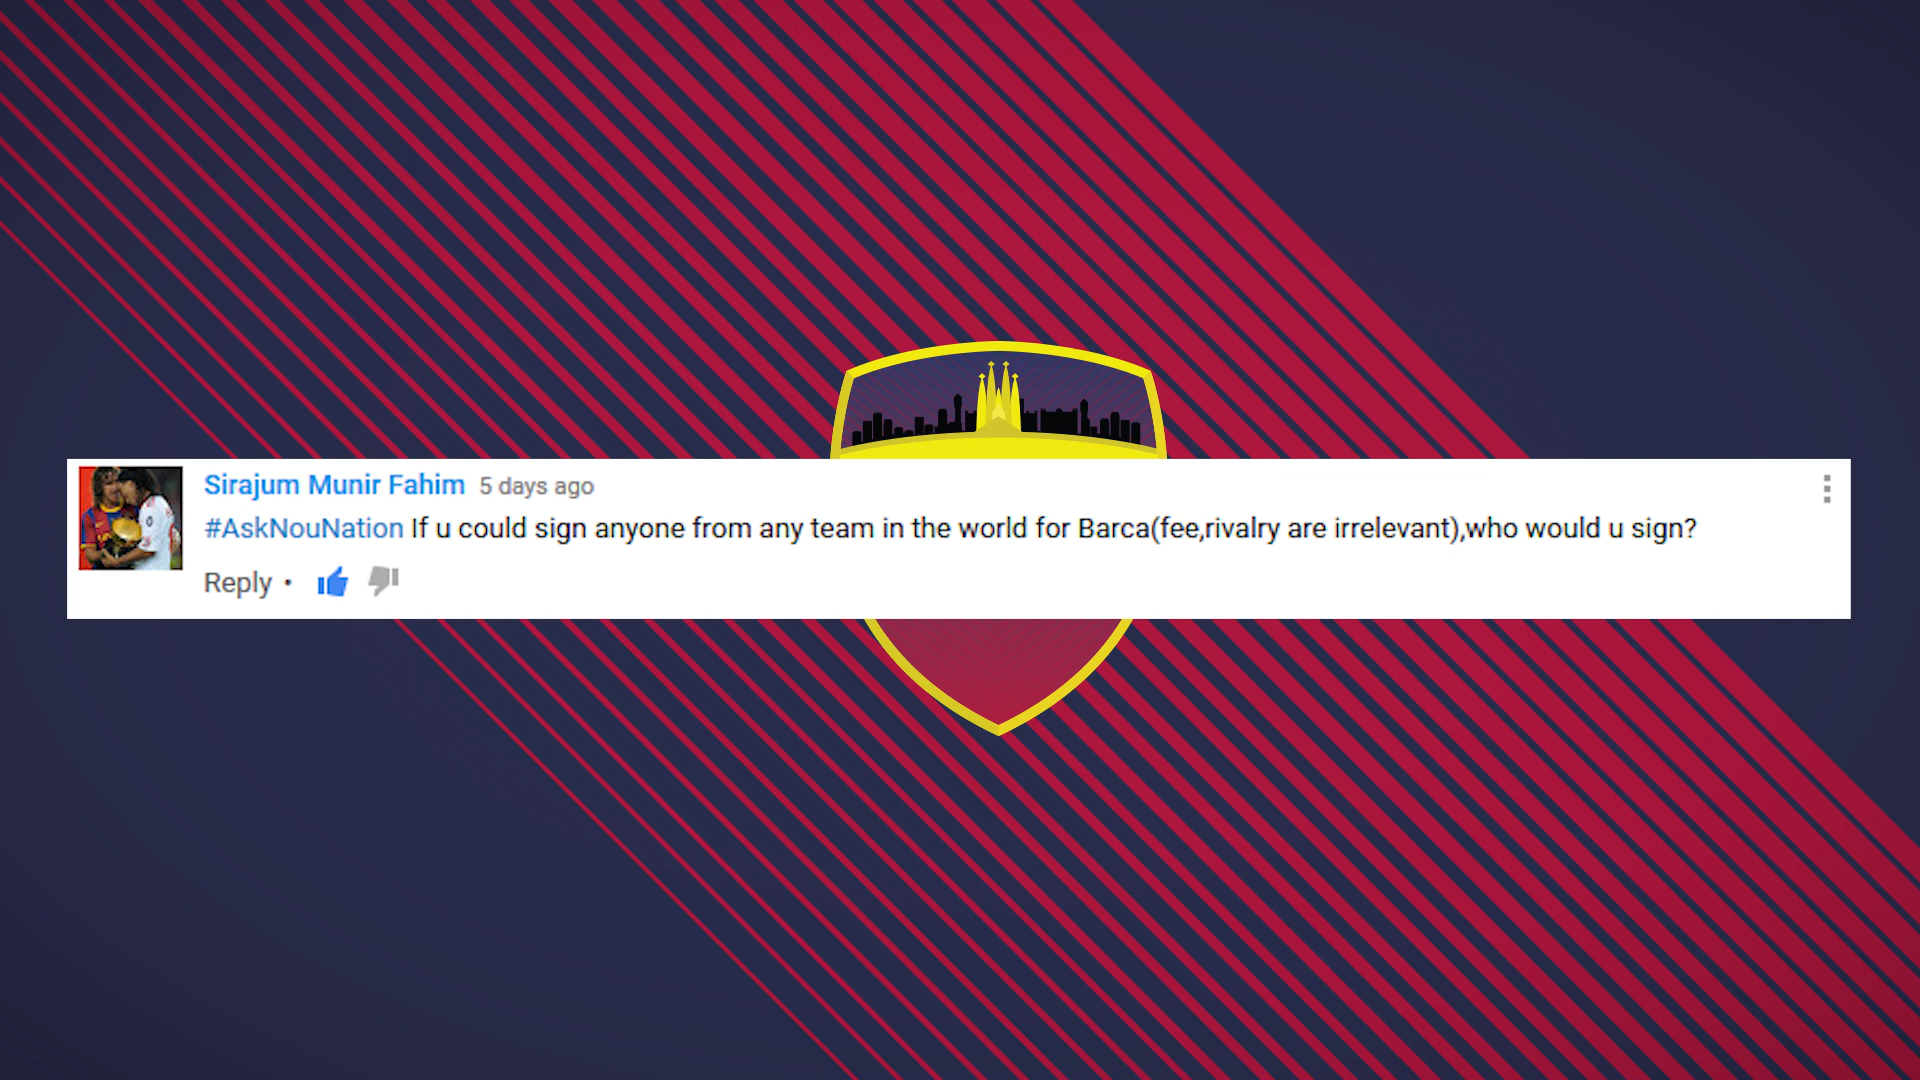 Sirajum Munir Fahim 5 days ago
#AskNouNation If u could sign anyone from any team in the world for Barca(fee,rivalry are irrelevant),who would u sign?
Reply •